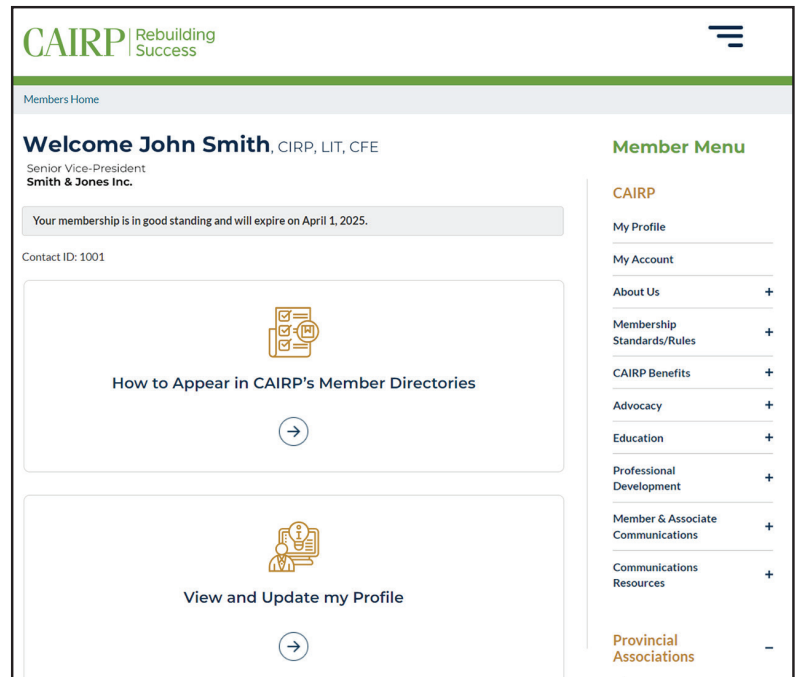 CAIRP Rebuilding
Success
Members Home
Welcome John Smith, CIRP, LIT, CFE
Senior Vice-President
Smith & Jones Inc.
Your membership is in good standing and will expire on April 1, 2025.
Contact ID: 1001
How to Appear in CAIRP's Member Directories
View and Update my Profile
Member Menu
CAIRP
My Profile
My Account
About Us +
Membership
Standards/Rules +
CAIRP Benefits +
Advocacy +
Education +
Professional
Development +
Member & Associate
Communications +
Communications
Resources +
Provincial
Associations −